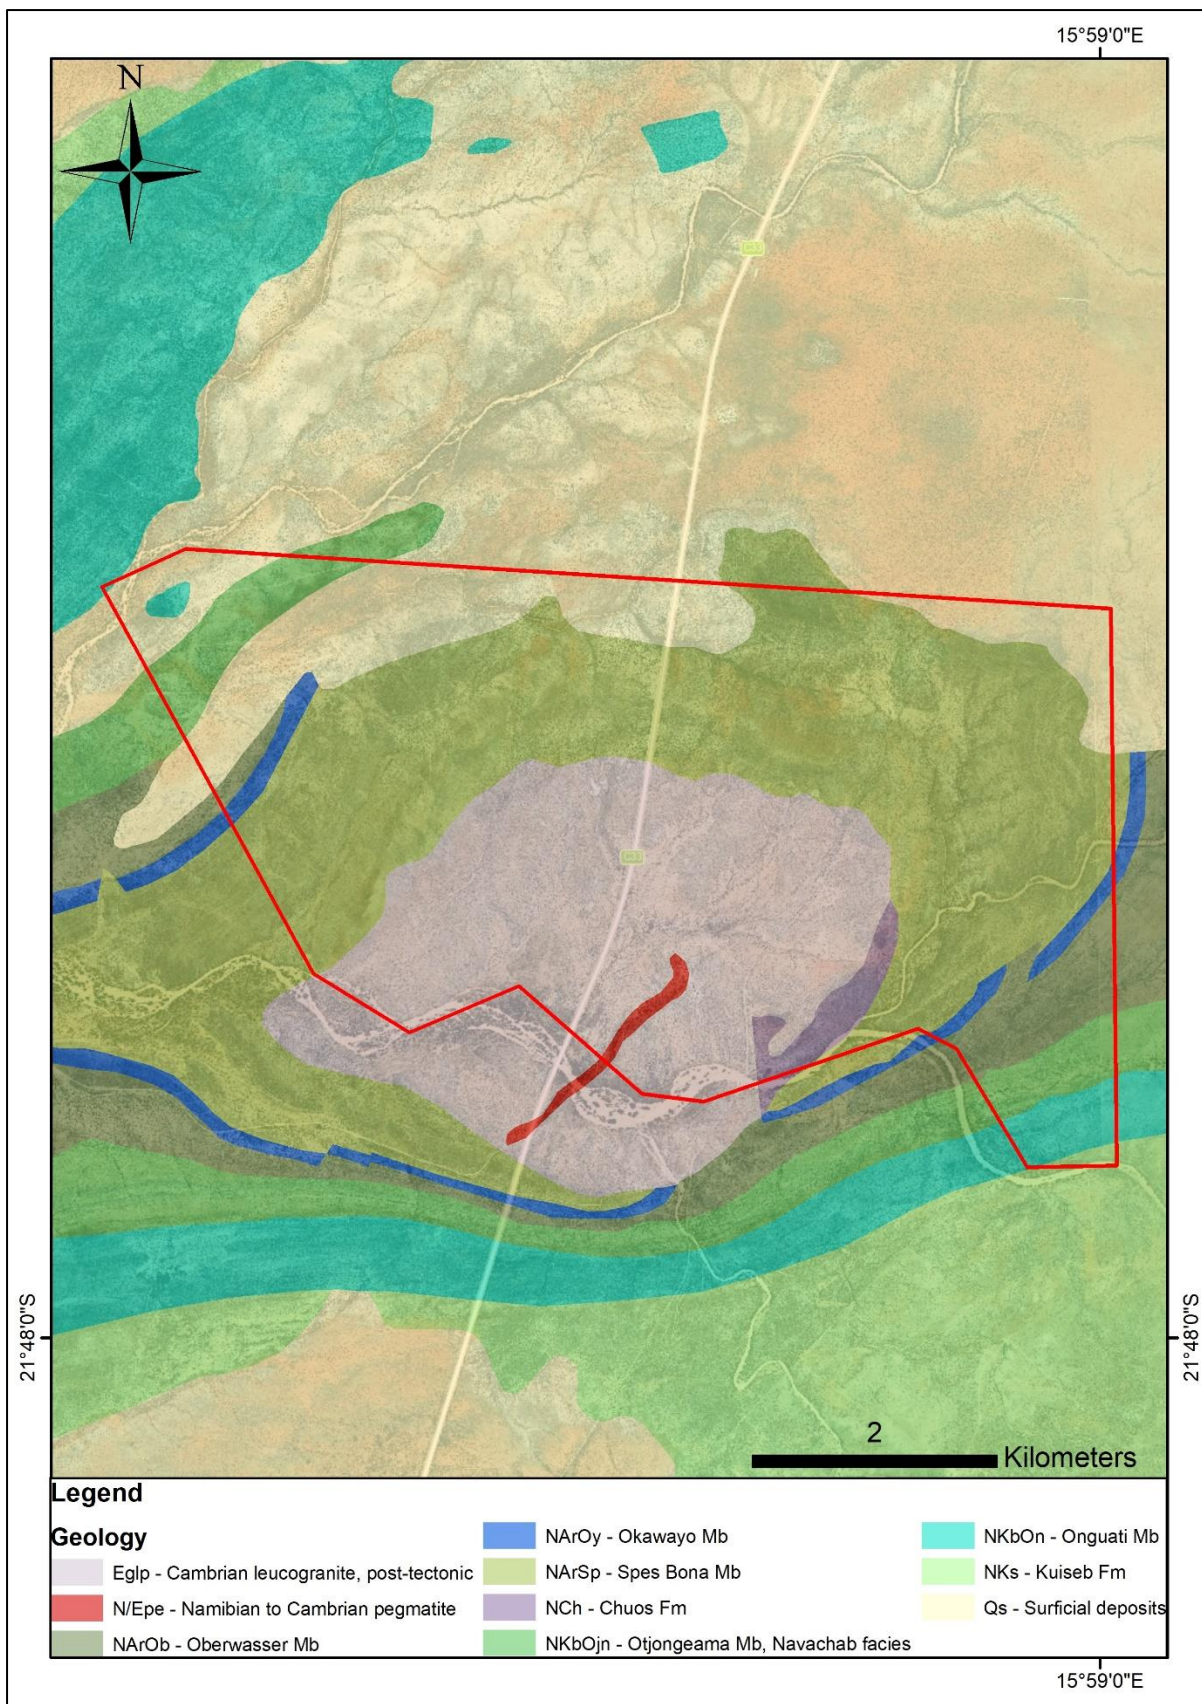 15°59'0"E
N
21°48'0"S
21°48'0"S
2
Kilometers
Legend
Geology
Eglp - Cambrian leucogranite, post-tectonic
N/Epe - Namibian to Cambrian pegmatite
NArOb - Oberwasser Mb
NArOy - Okawayo Mb
NArSp - Spes Bona Mb
NCh - Chuos Fm
NKbOjn - Otjongeama Mb, Navachab facies
NKbOn - Onguati Mb
NKs - Kuiseb Fm
Qs - Surficial deposits
15°59'0"E